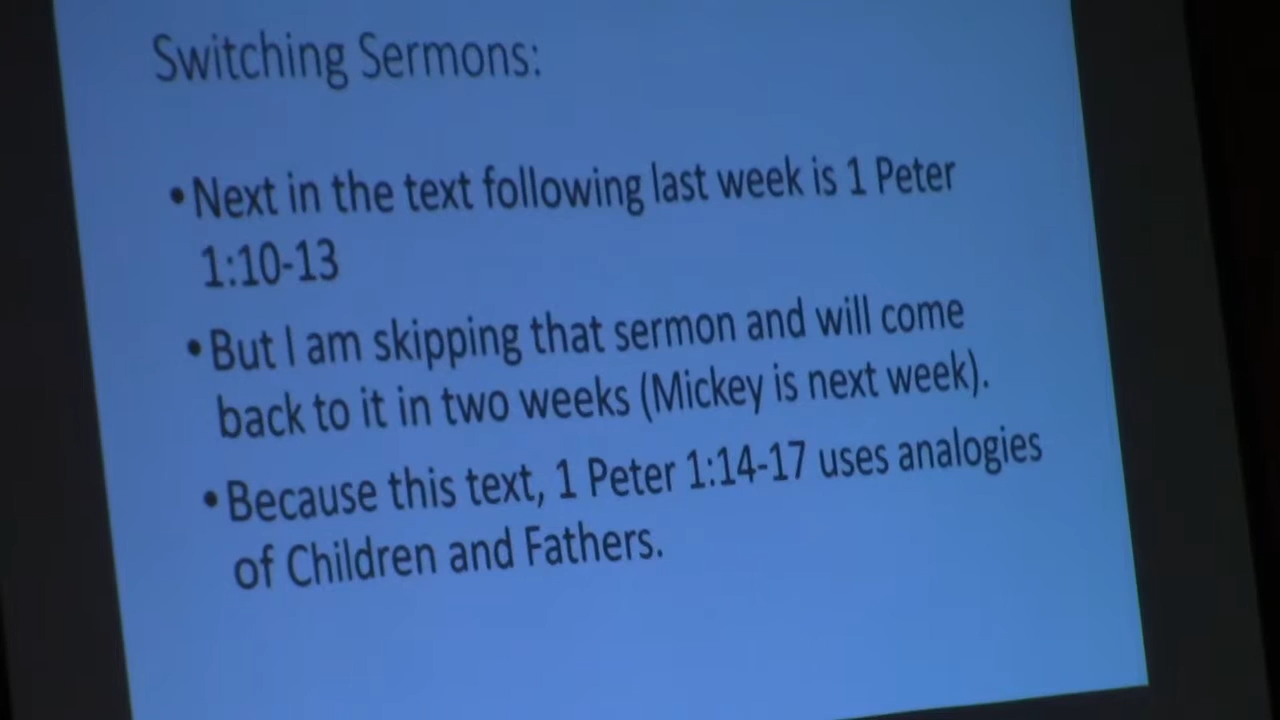 Switching Sermons:
•Next in the text following last week is 1 Peter
1:10-13
•But I am skipping that sermon and will come
back to it in two weeks (Mickey is next week).
•Because this text, 1 Peter 1:14-17 uses analogies
of Children and Fathers.